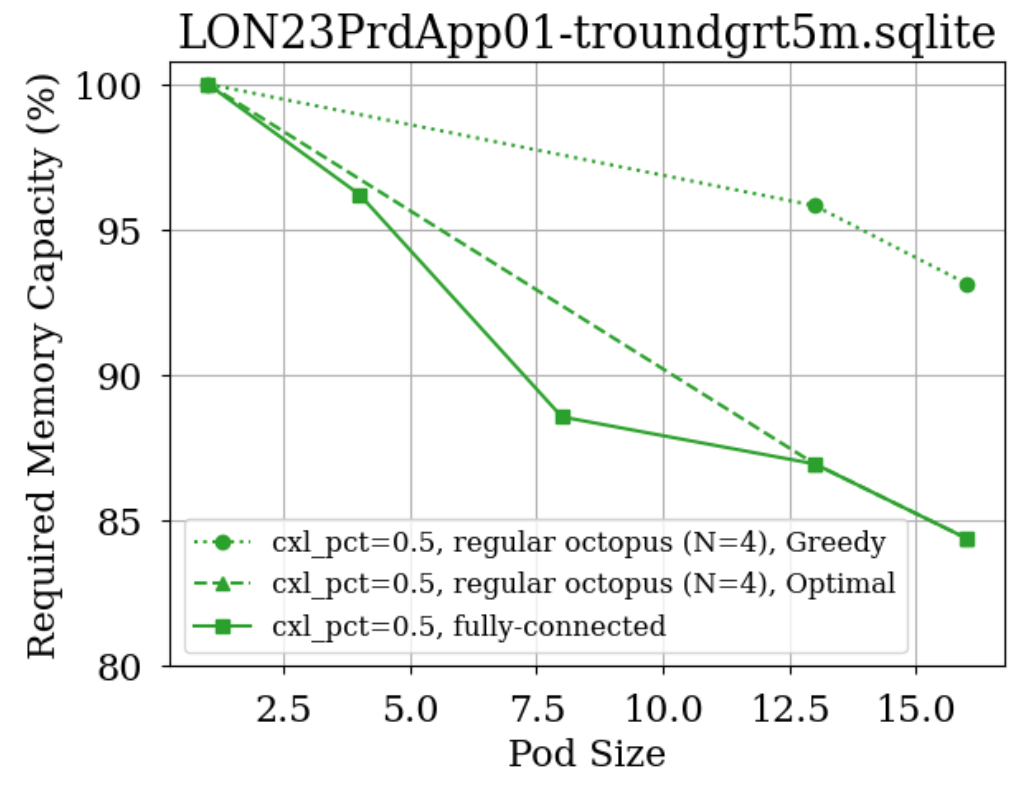 LON23PrdApp01-troundgrt5m.sqlite
Required Memory Capacity (%)
100
95
90
85
80
cxl_pct=0.5, regular octopus (N=4), Greedy
cxl_pct=0.5, regular octopus (N=4), Optimal
cxl_pct=0.5, fully-connected
2.5 5.0 7.5 10.0 12.5 15.0
Pod Size